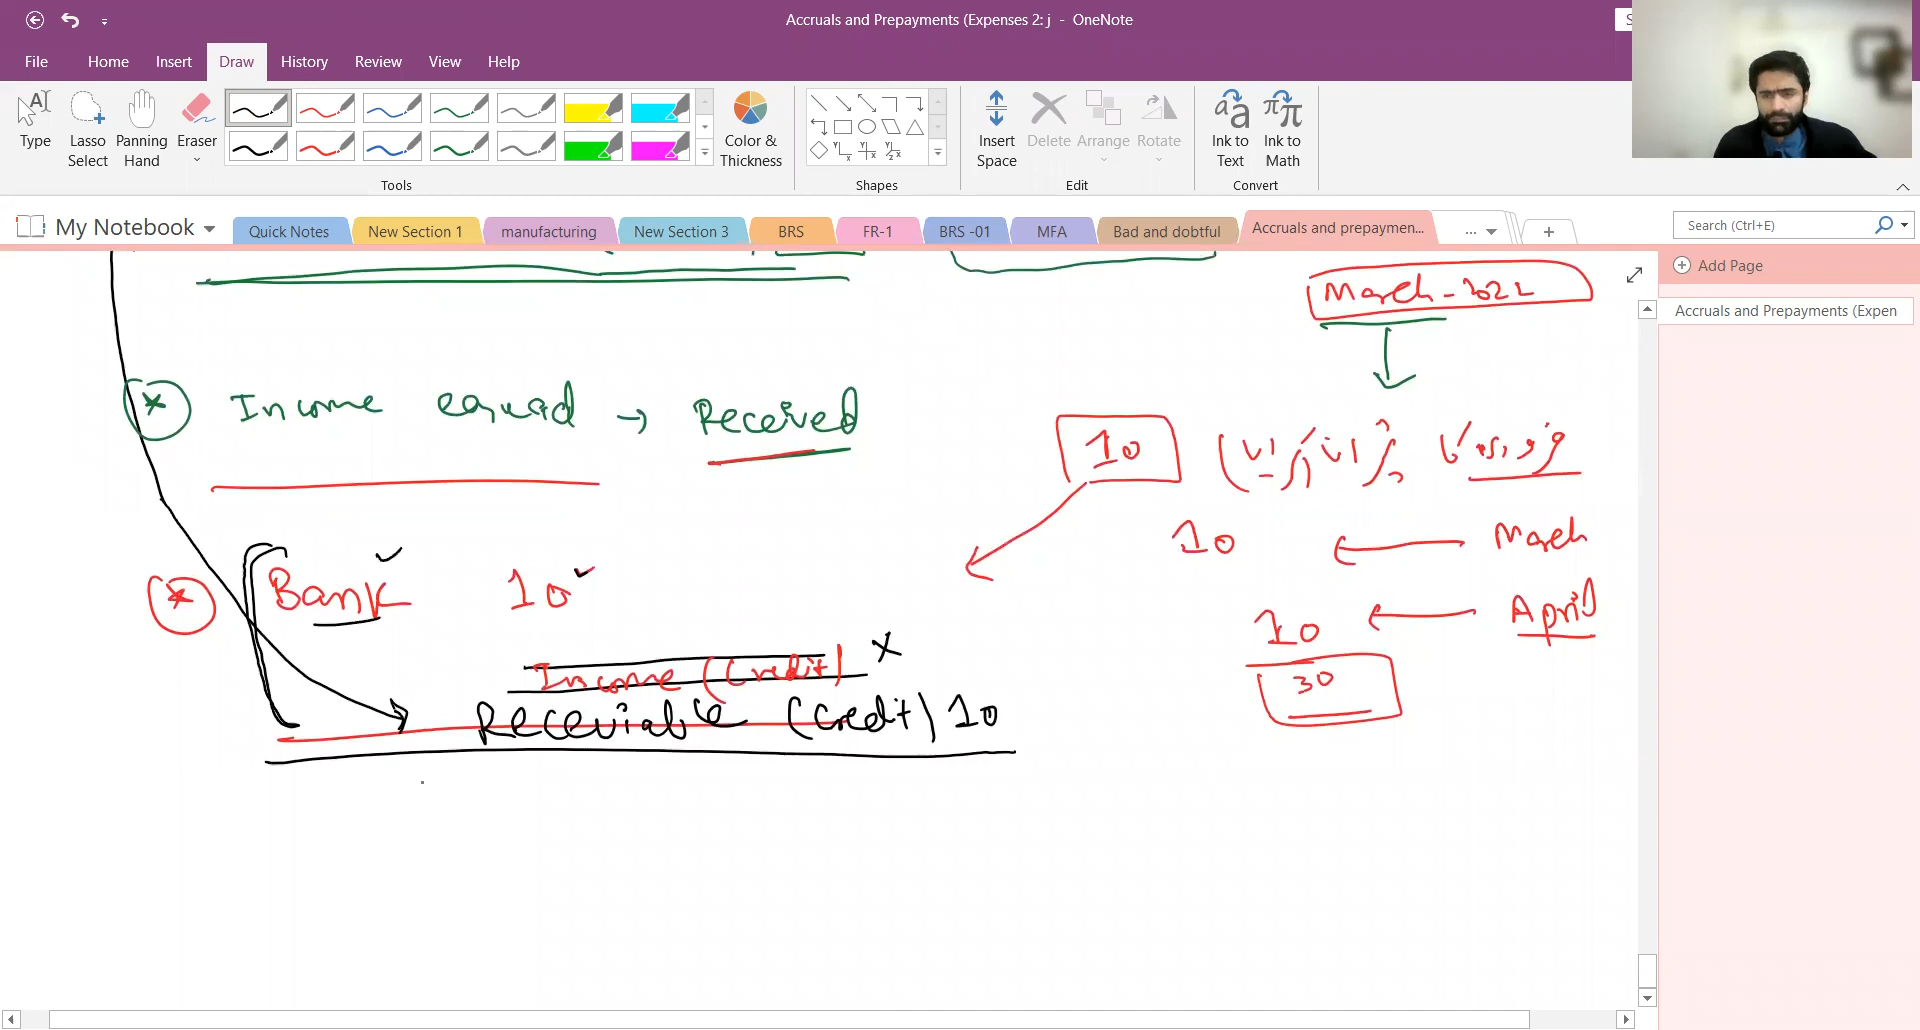 Accruals and Prepayments (Expenses 2: j - OneNote
File Home Insert Draw History Review View Help
Type
Lasso Select
Panning Hand
Eraser
Color & Thickness
Insert Space
Delete
Arrange
Rotate
Ink to Text
Ink to Math
Tools
Shapes
Edit
Convert
My Notebook
Quick Notes
New Section 1
manufacturing
New Section 3
BRS
FR-1
BRS -01
MFA
Bad and doubtful
Accruals and prepaymen...
...
Search (Ctrl+E)
Add Page
Accruals and Prepayments (Expen
March - 2022
* Income earned → Received
10
10 ← March
* Bank 10
10 ← April
Income (Credit) x
30
Receviable (Credit) 10